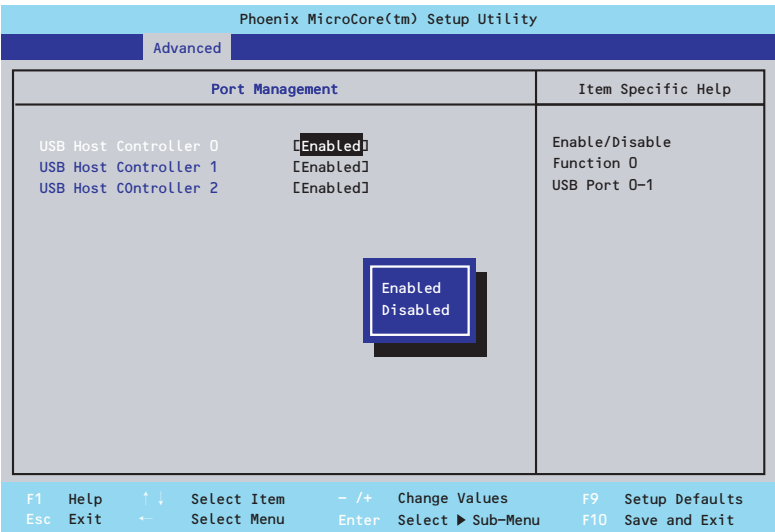 Phoenix MicroCore(tm) Setup Utility
Advanced
Port Management
Item Specific Help
USB Host Controller 0 [Enabled]
USB Host Controller 1 [Enabled]
USB Host COntroller 2 [Enabled]
Enable/Disable
Function 0
USB Port 0-1
Enabled
Disabled
F1 Help ↑↓ Select Item - /+ Change Values F9 Setup Defaults
Esc Exit ← Select Menu Enter Select ▶ Sub-Menu F10 Save and Exit